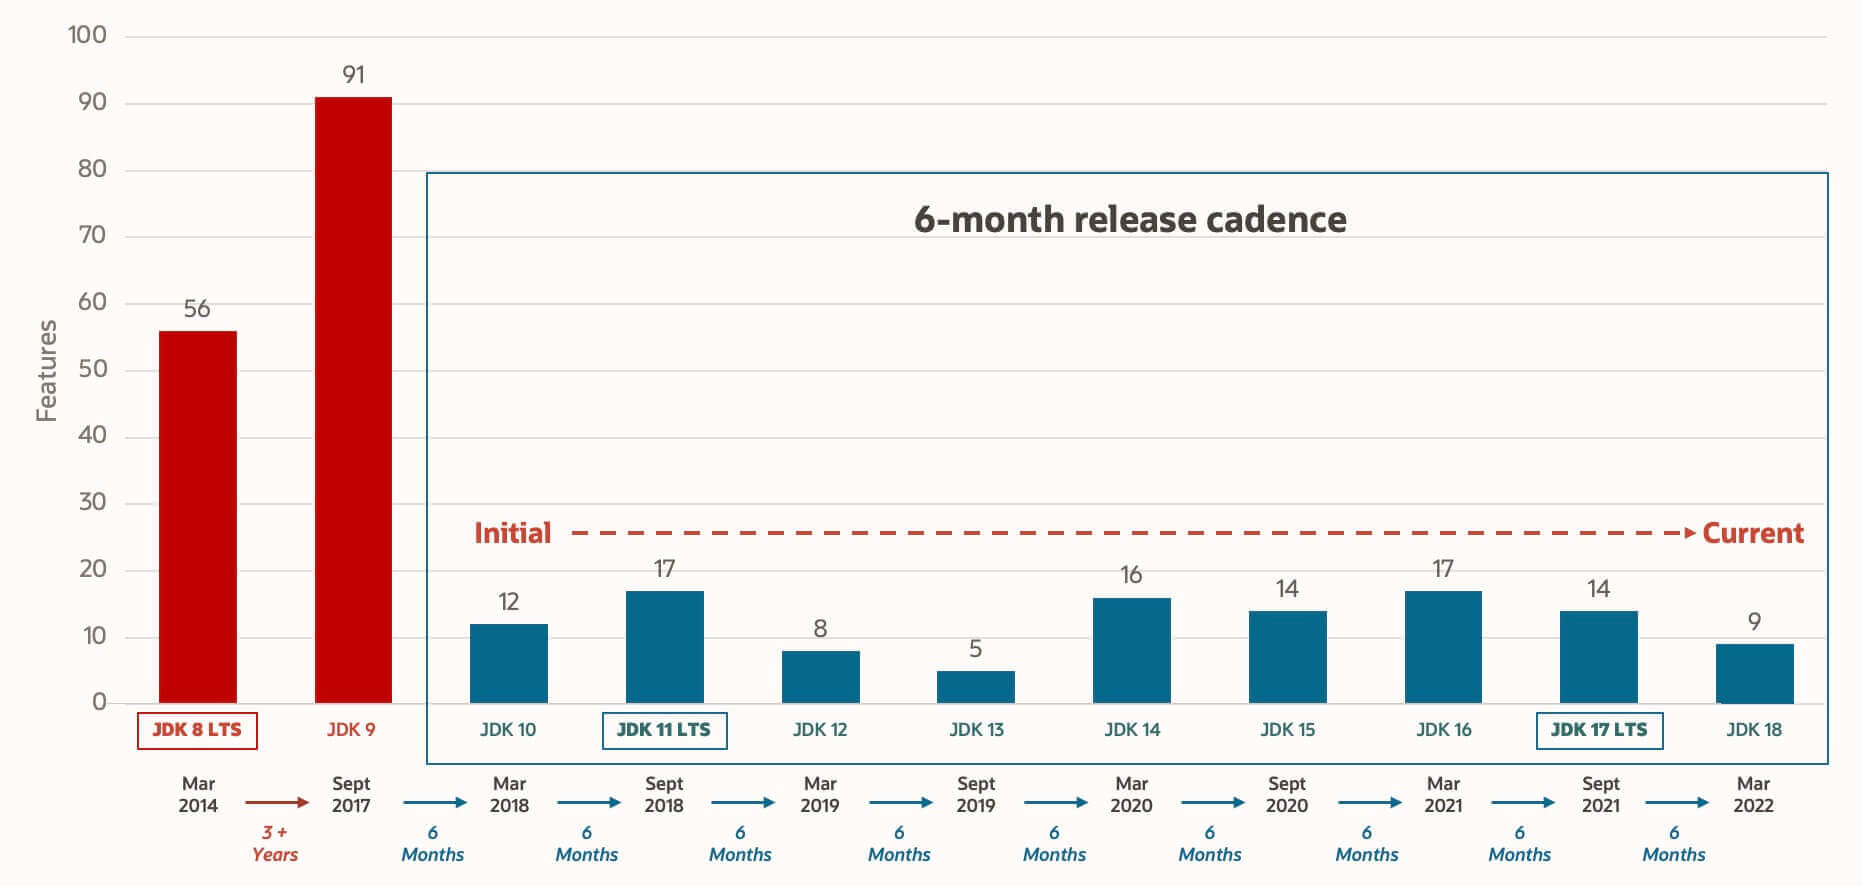 100
90
80
70
60
50
40
30
20
10
0
Features
56
91
6-month release cadence
Initial
Current
12
17
8
5
16
14
17
14
9
JDK 8 LTS
JDK 9
JDK 10
JDK 11 LTS
JDK 12
JDK 13
JDK 14
JDK 15
JDK 16
JDK 17 LTS
JDK 18
Mar
2014
Sept
2017
Mar
2018
Sept
2018
Mar
2019
Sept
2019
Mar
2020
Sept
2020
Mar
2021
Sept
2021
Mar
2022
3 +
Years
6
Months
6
Months
6
Months
6
Months
6
Months
6
Months
6
Months
6
Months
6
Months